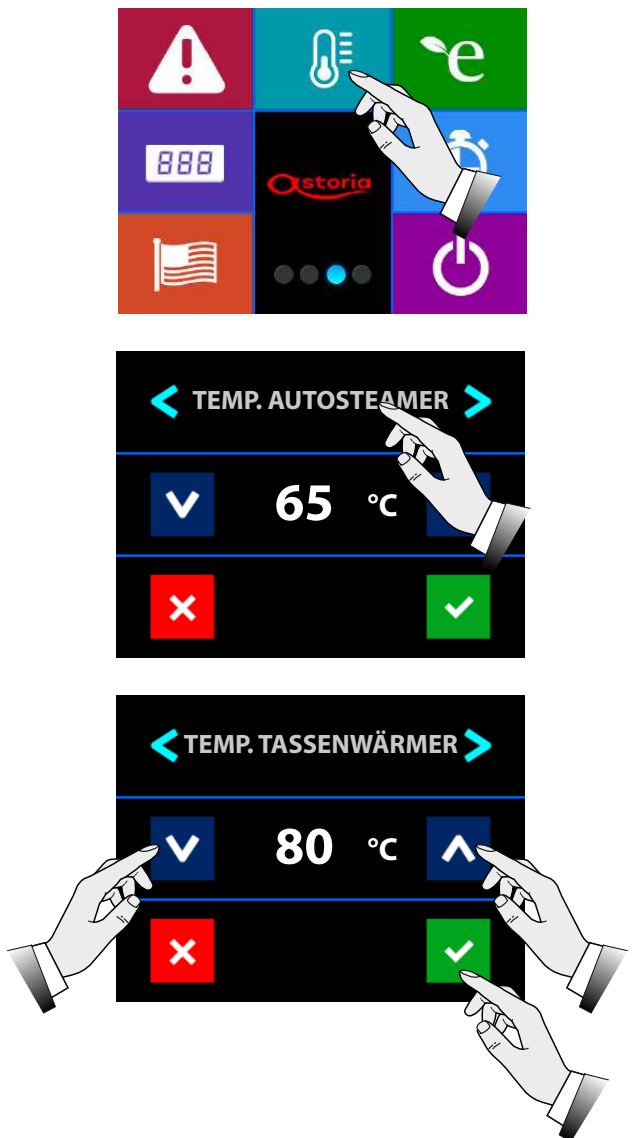 e
888
astoria
TEMP. AUTOSTEAMER
65 °C
TEMP. TASSENWÄRMER
80 °C